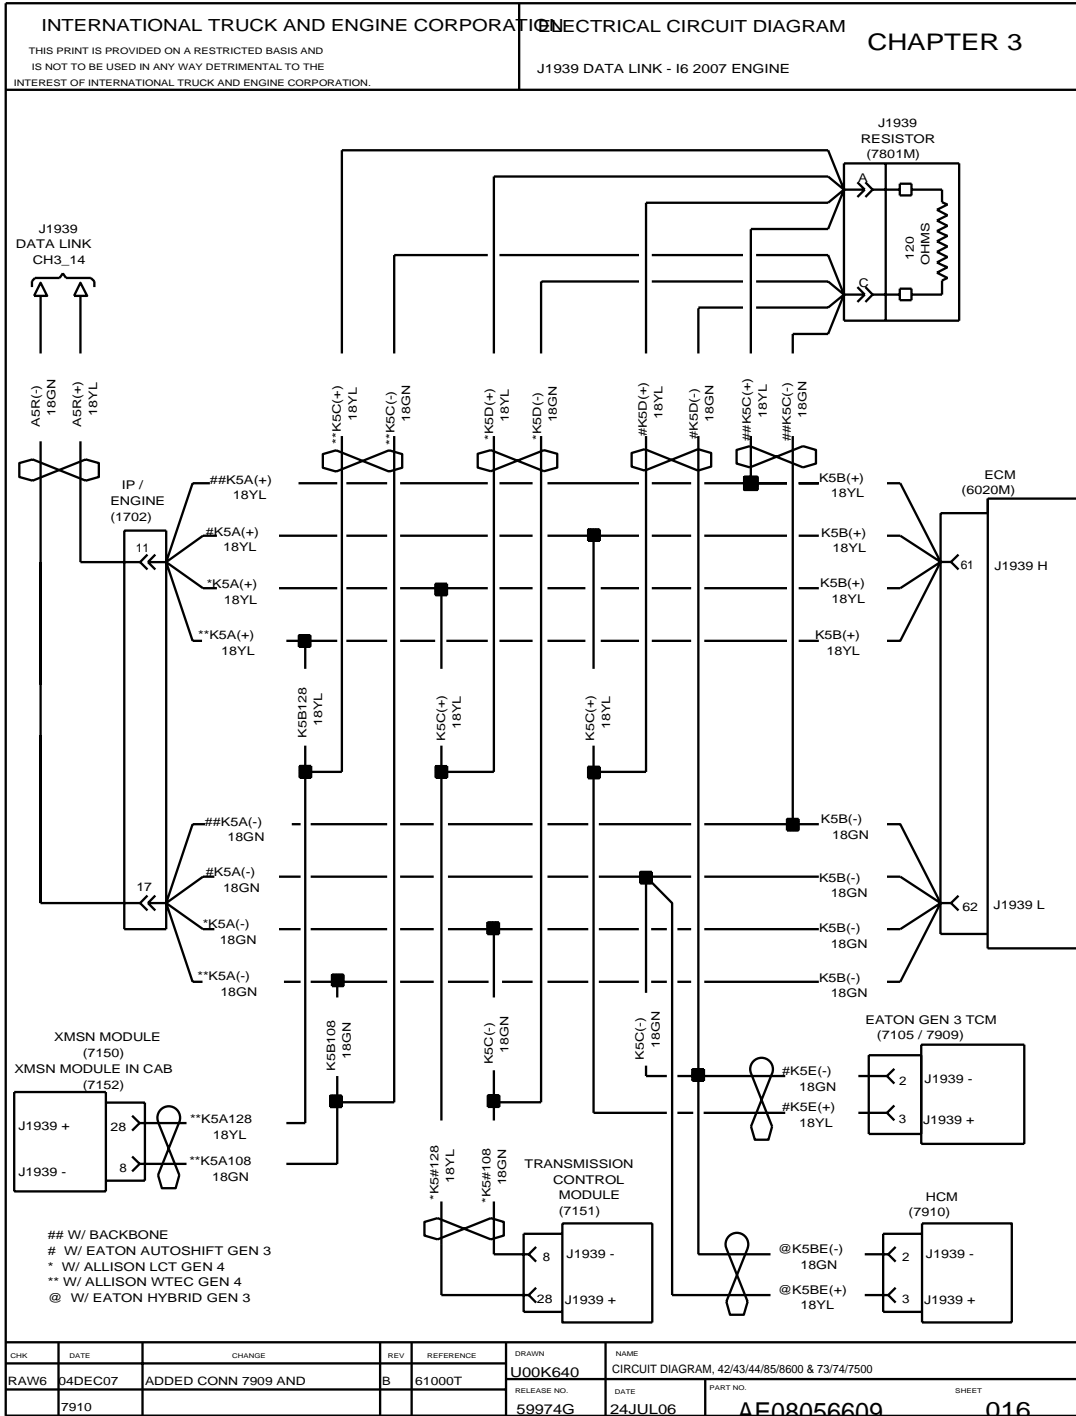 INTERNATIONAL TRUCK AND ENGINE CORPORATION
THIS PRINT IS PROVIDED ON A RESTRICTED BASIS AND
IS NOT TO BE USED IN ANY WAY DETRIMENTAL TO THE
INTEREST OF INTERNATIONAL TRUCK AND ENGINE CORPORATION.
ELECTRICAL CIRCUIT DIAGRAM
CHAPTER 3
J1939 DATA LINK - I6 2007 ENGINE
J1939
RESISTOR
(7801M)
A
120
OHMS
C
J1939
DATA LINK
CH3_14
A5R(-)
18GN
A5R(+)
18YL
**K5C(+)
18YL
**K5C(-)
18GN
*K5D(+)
18YL
*K5D(-)
18GN
#K5D(+)
18YL
#K5D(-)
18GN
##K5C(+)
18YL
##K5C(-)
18GN
IP /
ENGINE
(1702)
11
17
##K5A(+)
18YL
#K5A(+)
18YL
*K5A(+)
18YL
**K5A(+)
18YL
K5B(+)
18YL
K5B(+)
18YL
K5B(+)
18YL
K5B(+)
18YL
ECM
(6020M)
61
J1939 H
62
J1939 L
K5B128
18YL
K5C(+)
18YL
K5C(+)
18YL
##K5A(-)
18GN
#K5A(-)
18GN
*K5A(-)
18GN
**K5A(-)
18GN
K5B(-)
18GN
K5B(-)
18GN
K5B(-)
18GN
K5B(-)
18GN
K5B108
18GN
K5C(-)
18GN
K5C(-)
18GN
XMSN MODULE
(7150)
XMSN MODULE IN CAB
(7152)
J1939 +
28
J1939 -
8
**K5A128
18YL
**K5A108
18GN
*K5#128
18YL
*K5#108
18GN
TRANSMISSION
CONTROL
MODULE
(7151)
8
J1939 -
28
J1939 +
EATON GEN 3 TCM
(7105 / 7909)
#K5E(-)
18GN
#K5E(+)
18YL
2
J1939 -
3
J1939 +
HCM
(7910)
@K5BE(-)
18GN
@K5BE(+)
18YL
2
J1939 -
3
J1939 +
## W/ BACKBONE
# W/ EATON AUTOSHIFT GEN 3
* W/ ALLISON LCT GEN 4
** W/ ALLISON WTEC GEN 4
@ W/ EATON HYBRID GEN 3
CHK DATE CHANGE REV REFERENCE
RAW6 04DEC07 ADDED CONN 7909 AND B 61000T
7910
DRAWN
U00K640
NAME
CIRCUIT DIAGRAM, 42/43/44/85/8600 & 73/74/7500
RELEASE NO.
59974G
DATE
24JUL06
PART NO.
AE08056609
SHEET
016